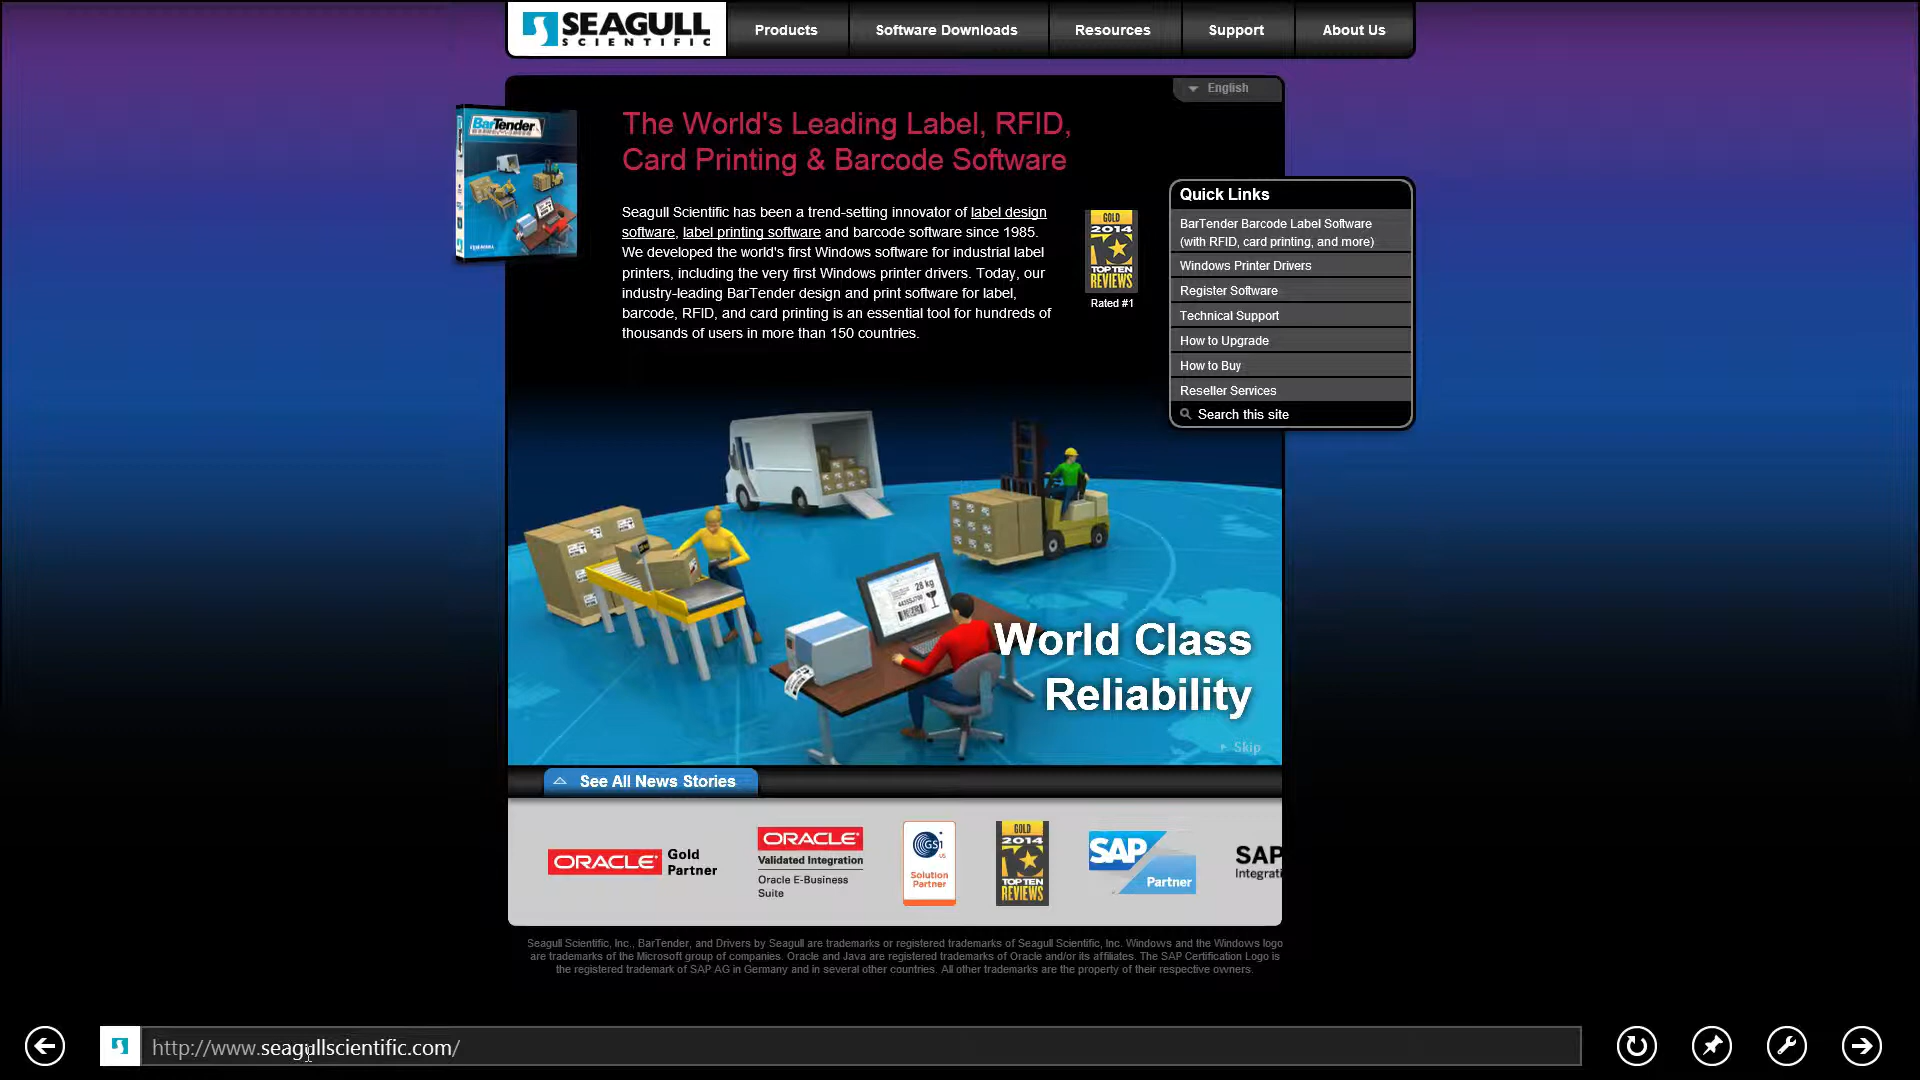 SEAGULL
SCIENTIFIC
Products
Software Downloads
Resources
Support
About Us
English
BarTender
The World's Leading Label, RFID,
Card Printing & Barcode Software
Seagull Scientific has been a trend-setting innovator of label design
software, label printing software and barcode software since 1985.
We developed the world's first Windows software for industrial label
printers, including the very first Windows printer drivers. Today, our
industry-leading BarTender design and print software for label,
barcode, RFID, and card printing is an essential tool for hundreds of
thousands of users in more than 150 countries.
GOLD
2014
TOPTEN
REVIEWS
Rated #1
Quick Links
BarTender Barcode Label Software
(with RFID, card printing, and more)
Windows Printer Drivers
Register Software
Technical Support
How to Upgrade
How to Buy
Reseller Services
Search this site
28 kg
World Class
Reliability
Skip
See All News Stories
ORACLE Gold
Partner
ORACLE
Validated Integration
Oracle E-Business
Suite
GS1
US
Solution
Partner
GOLD
2014
TOPTEN
REVIEWS
SAP
Partner
SAP
Integrati
Seagull Scientific, Inc., BarTender, and Drivers by Seagull are trademarks or registered trademarks of Seagull Scientific, Inc. Windows and the Windows logo
are trademarks of the Microsoft group of companies. Oracle and Java are registered trademarks of Oracle and/or its affiliates. The SAP Certification Logo is
the registered trademark of SAP AG in Germany and in several other countries. All other trademarks are the property of their respective owners.
http://www.seagullscientific.com/